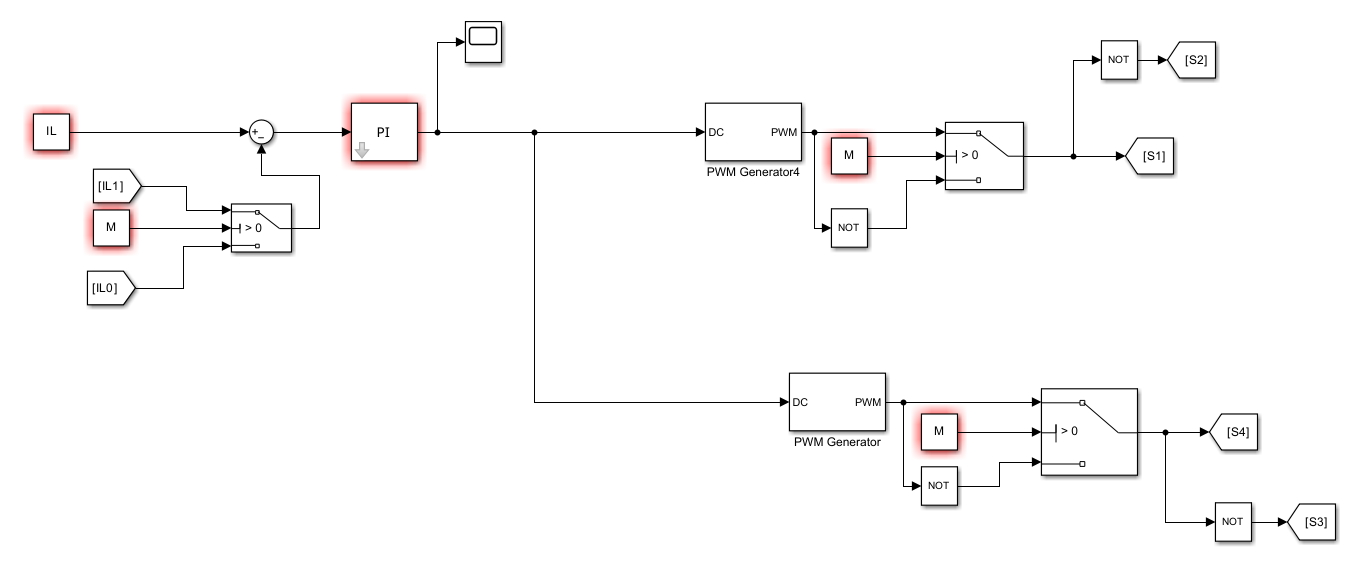 NOT
[S2]
IL
+
−
PI
DC
PWM
M
> 0
[S1]
PWM Generator4
[IL1]
M
> 0
NOT
[IL0]
DC
PWM
M
> 0
[S4]
PWM Generator
NOT
NOT
[S3]